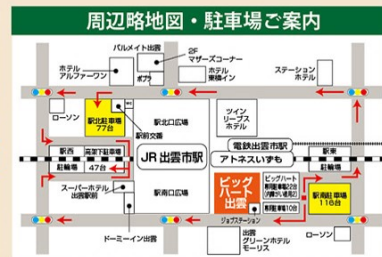 周辺略地図・駐車場ご案内
パルメイト出雲
2F
マザーズコーナー
ホテル
アルファーワン
ポプラ
ホテル
東横イン
ステーション
ホテル
ローソン
駅北駐車場
77台
駅前交番
駅北口広場
ツイン
リーブス
ホテル
電鉄出雲市駅
駅西
高架下駐車場
JR 出雲市駅
アトネスいずも
駅東
駐輪場
47台
駐輪場
スーパーホテル
出雲駅前
駅南口広場
ビッグ
ハート
出雲
ビッグハート
専用駐車場22台
専用駐車場10台
駅南駐車場
116台
ジョブステーション
ドーミーイン出雲
出雲
グリーンホテル
モーリス
ローソン